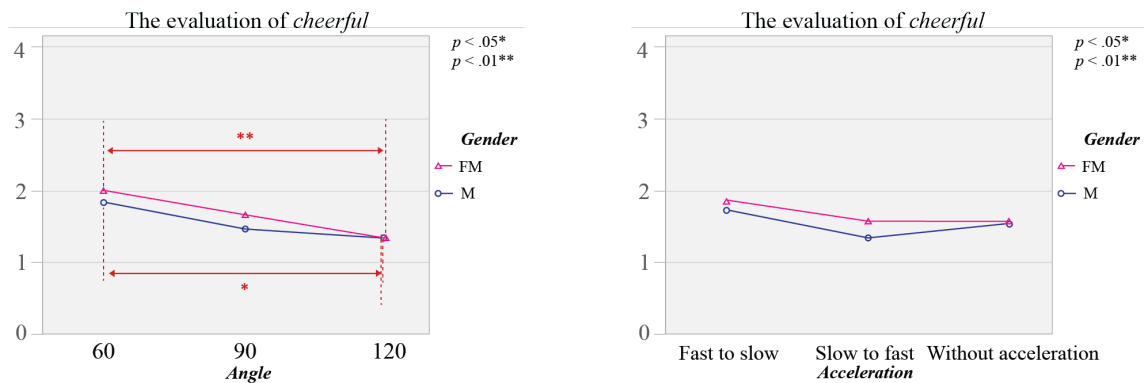 The evaluation of cheerful
p < .05*
p < .01**
4
3
2
1
0
**
*
Gender
FM
M
60 90 120
Angle
The evaluation of cheerful
p < .05*
p < .01**
4
3
2
1
0
Gender
FM
M
Fast to slow Slow to fast Without acceleration
Acceleration